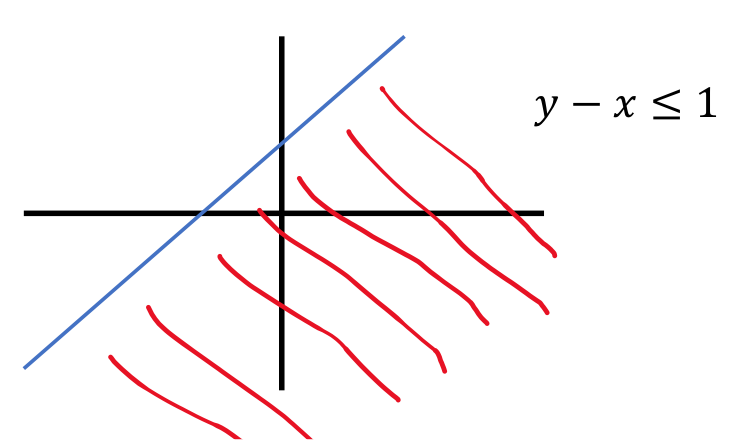 y − x ≤ 1